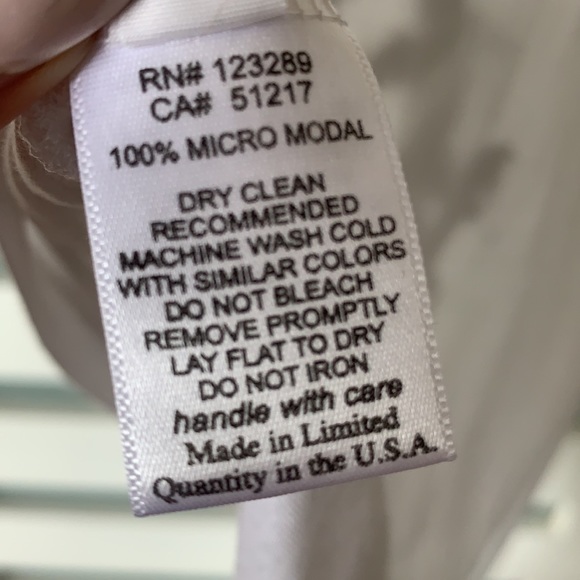 RN# 123289
CA# 51217
100% MICRO MODAL
DRY CLEAN
RECOMMENDED
MACHINE WASH COLD
WITH SIMILAR COLORS
DO NOT BLEACH
REMOVE PROMPTLY
LAY FLAT TO DRY
DO NOT IRON
handle with care
Made in Limited
Quantity in the U.S.A.